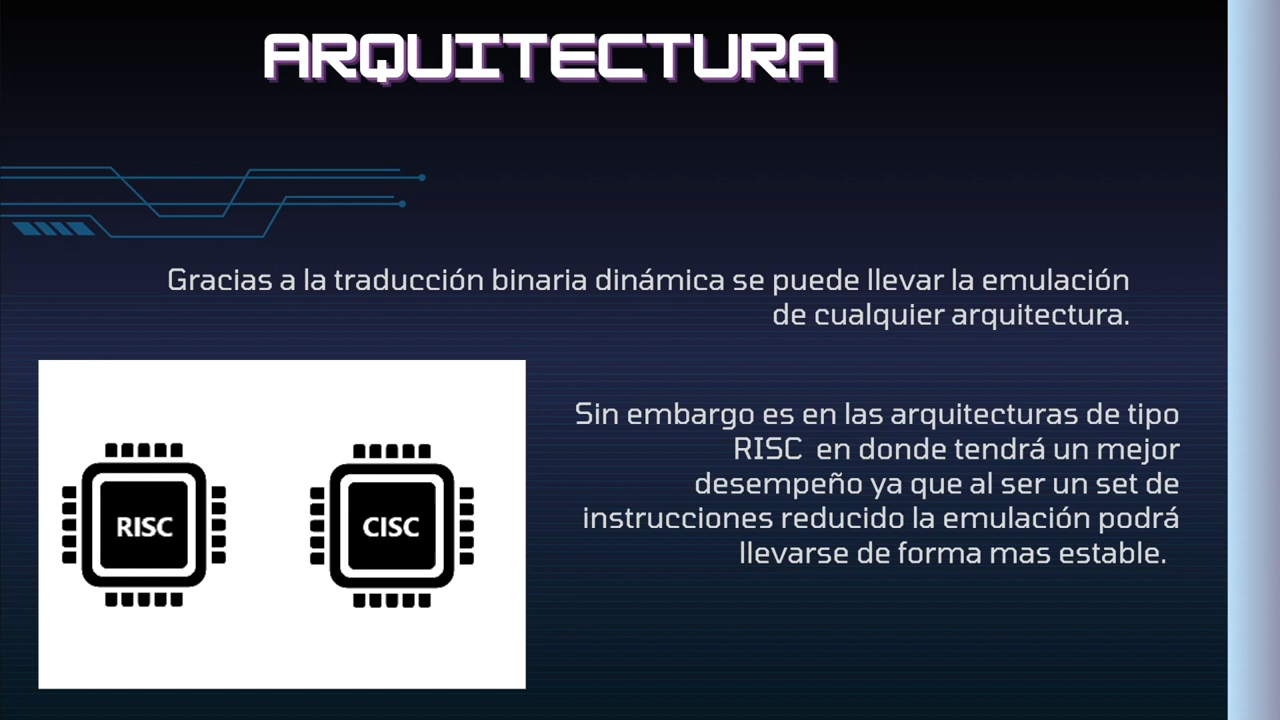 ARQUITECTURA
Gracias a la traducción binaria dinámica se puede llevar la emulación
de cualquier arquitectura.
Sin embargo es en las arquitecturas de tipo
RISC en donde tendrá un mejor
desempeño ya que al ser un set de
instrucciones reducido la emulación podrá
llevarse de forma mas estable.
RISC
CISC